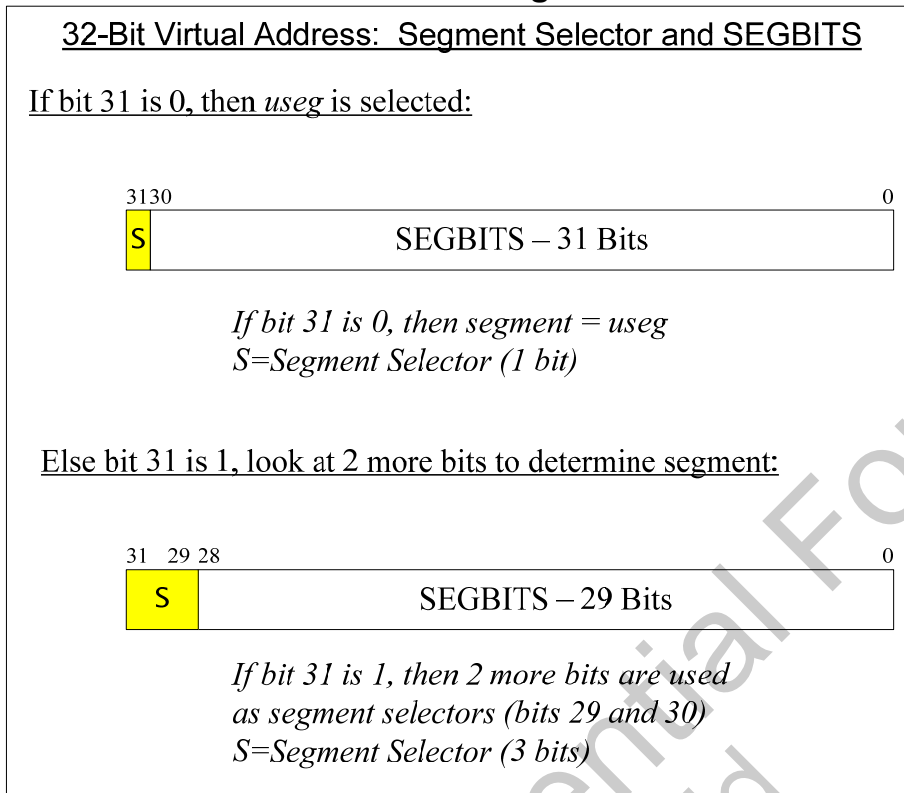 32-Bit Virtual Address: Segment Selector and SEGBITS
If bit 31 is 0, then useg is selected:
3130 0
S SEGBITS – 31 Bits
If bit 31 is 0, then segment = useg
S=Segment Selector (1 bit)
Else bit 31 is 1, look at 2 more bits to determine segment:
31 29 28 0
S SEGBITS – 29 Bits
If bit 31 is 1, then 2 more bits are used
as segment selectors (bits 29 and 30)
S=Segment Selector (3 bits)